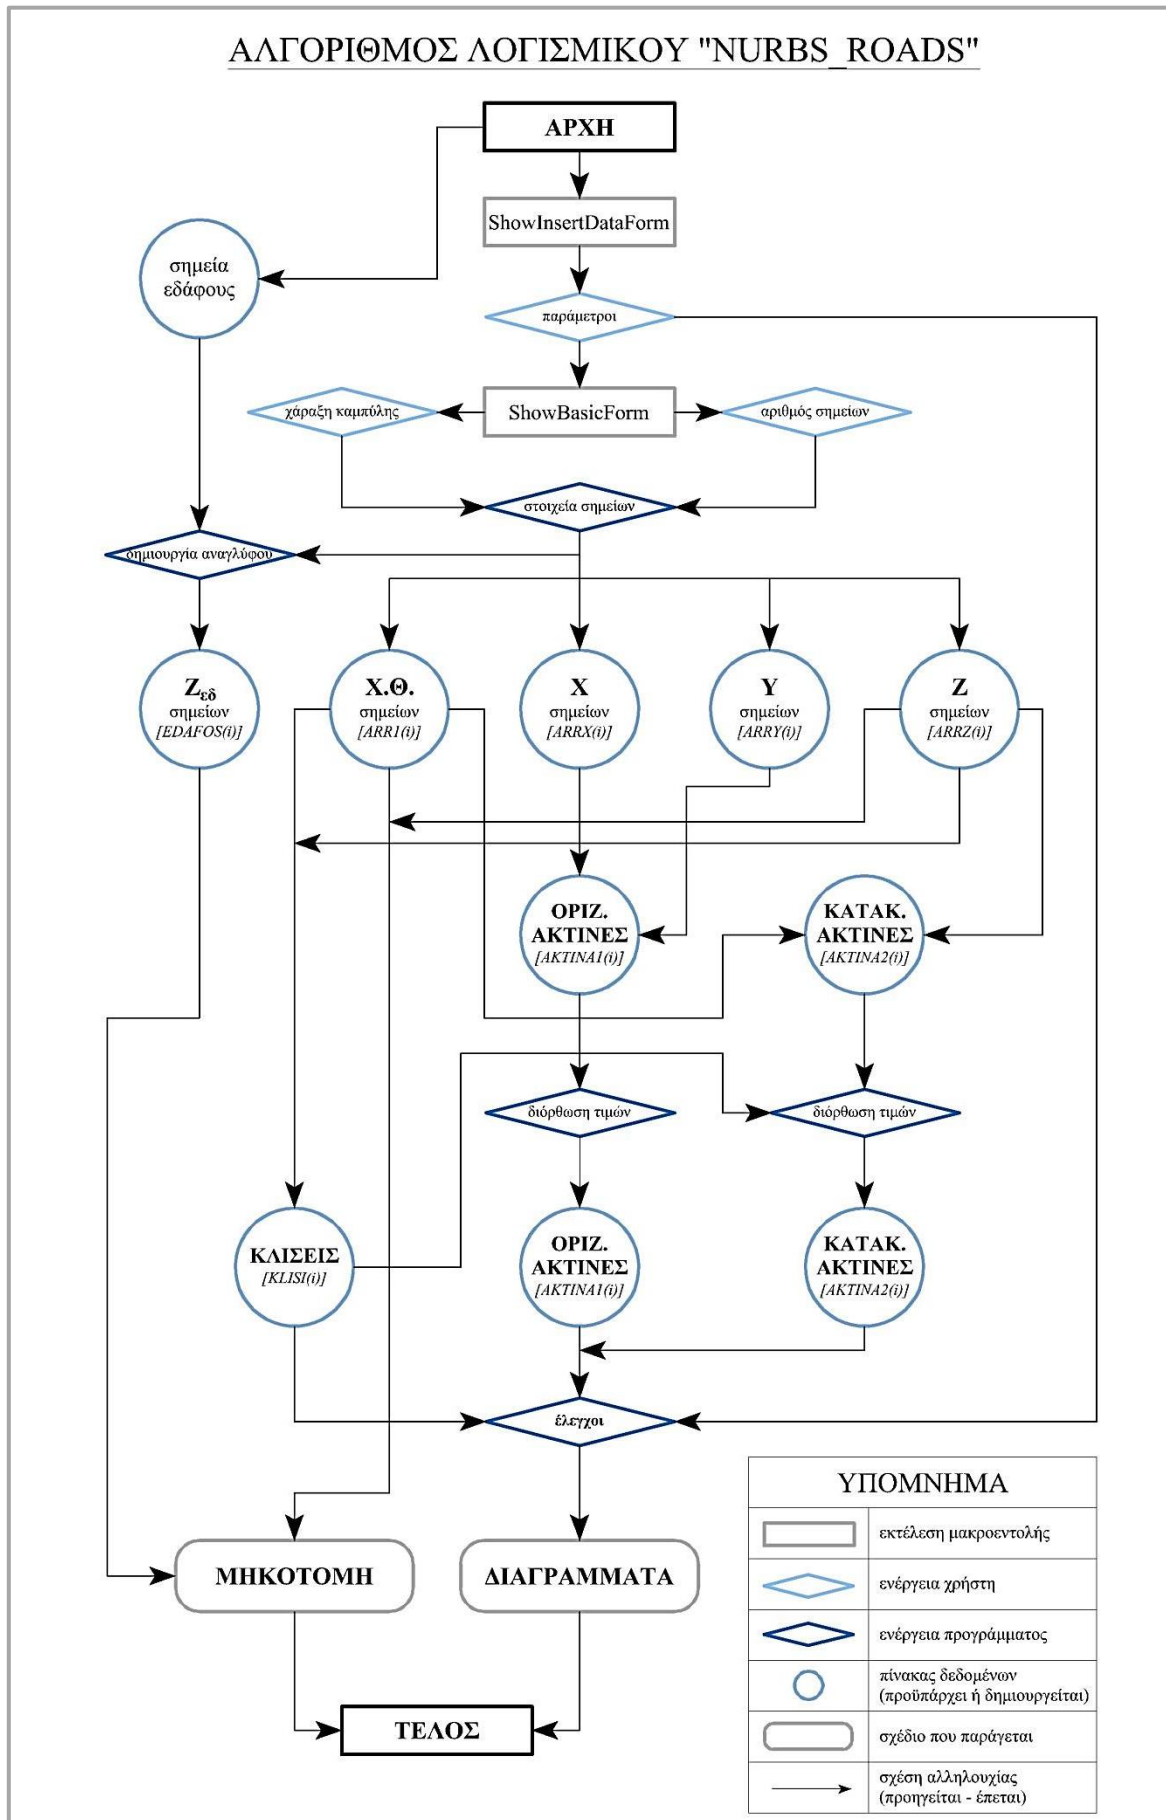 ΑΛΓΟΡΙΘΜΟΣ ΛΟΓΙΣΜΙΚΟΥ "NURBS_ROADS"
ΑΡΧΗ
ShowInsertDataForm
σημεία
εδάφους
παράμετροι
χάραξη καμπύλης
ShowBasicForm
αριθμός σημείων
στοιχεία σημείων
δημιουργία αναγλύφου
Zεδ
σημείων
[EDAFOS(i)]
Χ.Θ.
σημείων
[ARR1(i)]
X
σημείων
[ARRX(i)]
Y
σημείων
[ARRY(i)]
Z
σημείων
[ARRZ(i)]
ΟΡΙΖ.
ΑΚΤΙΝΕΣ
[AKTINA1(i)]
ΚΑΤΑΚ.
ΑΚΤΙΝΕΣ
[AKTINA2(i)]
διόρθωση τιμών
διόρθωση τιμών
ΚΛΙΣΕΙΣ
[KLISI(i)]
ΟΡΙΖ.
ΑΚΤΙΝΕΣ
[AKTINA1(i)]
ΚΑΤΑΚ.
ΑΚΤΙΝΕΣ
[AKTINA2(i)]
έλεγχοι
ΜΗΚΟΤΟΜΗ
ΔΙΑΓΡΑΜΜΑΤΑ
ΤΕΛΟΣ
ΥΠΟΜΝΗΜΑ
εκτέλεση μακροεντολής
ενέργεια χρήστη
ενέργεια προγράμματος
πίνακας δεδομένων
(προϋπάρχει ή δημιουργείται)
σχέδιο που παράγεται
σχέση αλληλουχίας
(προηγείται - έπεται)